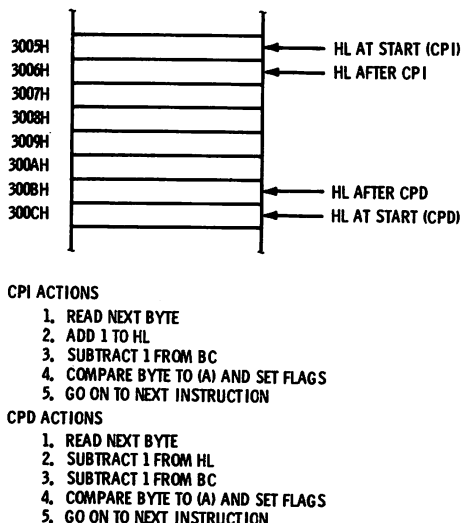 3005H HL AT START (CPI)
3006H HL AFTER CPI
3007H
3008H
3009H
300AH
300BH HL AFTER CPD
300CH HL AT START (CPD)
CPI ACTIONS
1. READ NEXT BYTE
2. ADD 1 TO HL
3. SUBTRACT 1 FROM BC
4. COMPARE BYTE TO (A) AND SET FLAGS
5. GO ON TO NEXT INSTRUCTION
CPD ACTIONS
1. READ NEXT BYTE
2. SUBTRACT 1 FROM HL
3. SUBTRACT 1 FROM BC
4. COMPARE BYTE TO (A) AND SET FLAGS
5. GO ON TO NEXT INSTRUCTION